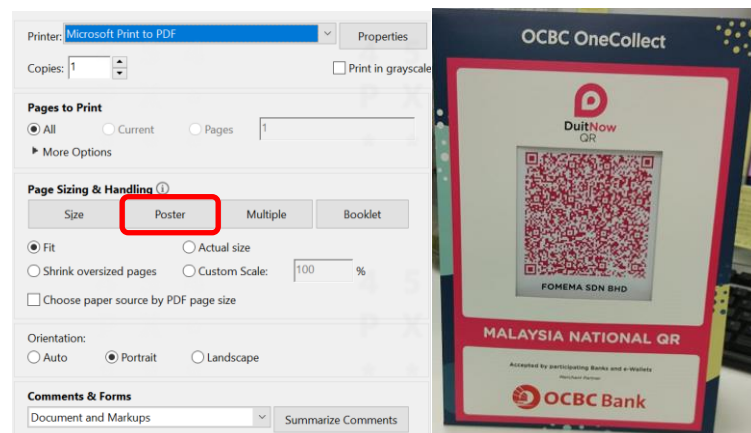 Printer: Microsoft Print to PDF Properties
Copies: 1 Print in grayscale
Pages to Print
All Current Pages 1
More Options
Page Sizing & Handling
Size Poster Multiple Booklet
Fit Actual size
Shrink oversized pages Custom Scale: 100 %
Choose paper source by PDF page size
Orientation:
Auto Portrait Landscape
Comments & Forms
Document and Markups Summarize Comments
OCBC OneCollect
DuitNow
QR
FOMEMA SDN BHD
MALAYSIA NATIONAL QR
Accepted by participating Banks and e-Wallets
Merchant Partner
OCBC Bank